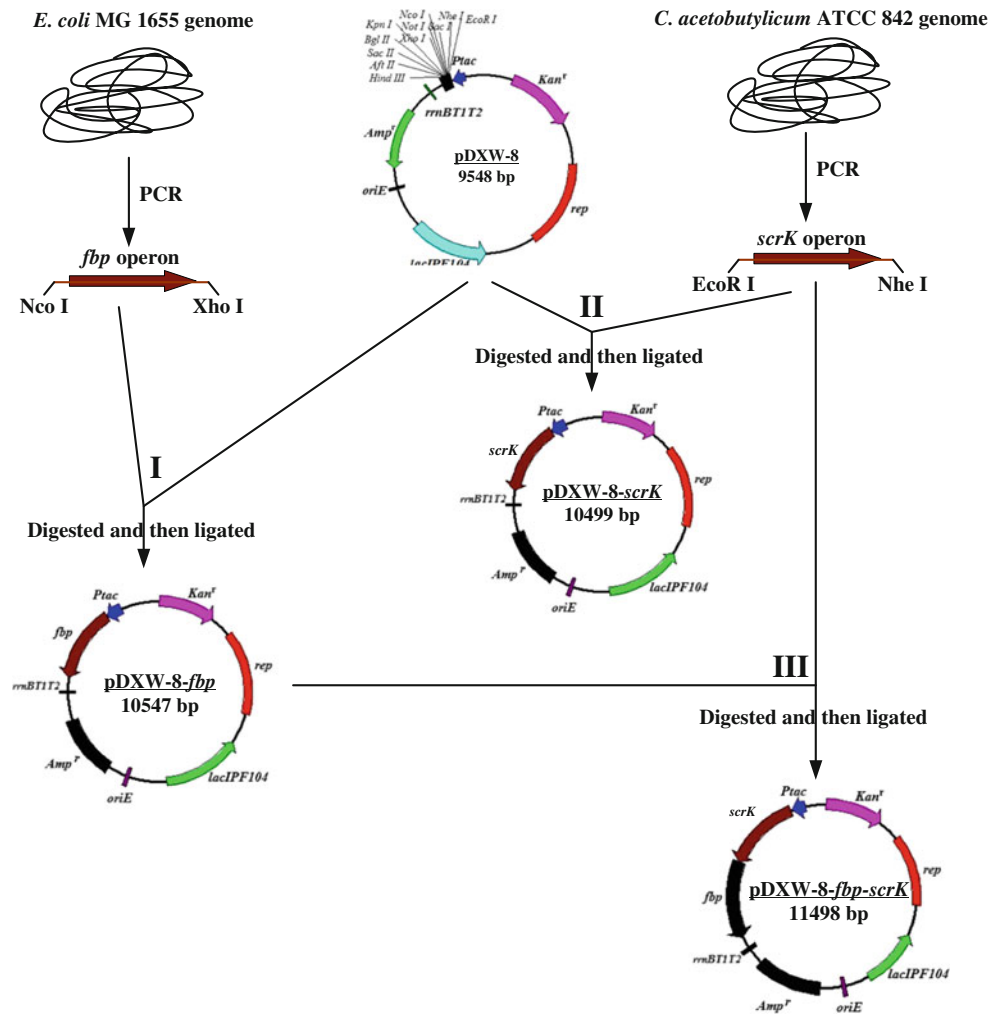 E. coli MG 1655 genome
C. acetobutylicum ATCC 842 genome
Nco I
Nhe I
EcoR I
Kpn I
Not I
Sac I
Bgl II
Xho I
Sac II
Aft II
Hind III
Ptac
Kanʳ
rrnBT1T2
Ampʳ
pDXW-8
9548 bp
oriE
rep
lacIPF104
PCR
PCR
fbp operon
Nco I
Xho I
scrK operon
EcoR I
Nhe I
II
Digested and then ligated
Ptac
Kanʳ
scrK
rep
pDXW-8-scrK
10499 bp
rrnBT1T2
Ampʳ
oriE
lacIPF104
I
Digested and then ligated
Ptac
Kanʳ
fbp
rep
pDXW-8-fbp
10547 bp
rrnBT1T2
Ampʳ
oriE
lacIPF104
III
Digested and then ligated
Ptac
Kanʳ
scrK
rep
pDXW-8-fbp-scrK
11498 bp
fbp
rrnBT1T2
Ampʳ
oriE
lacIPF104